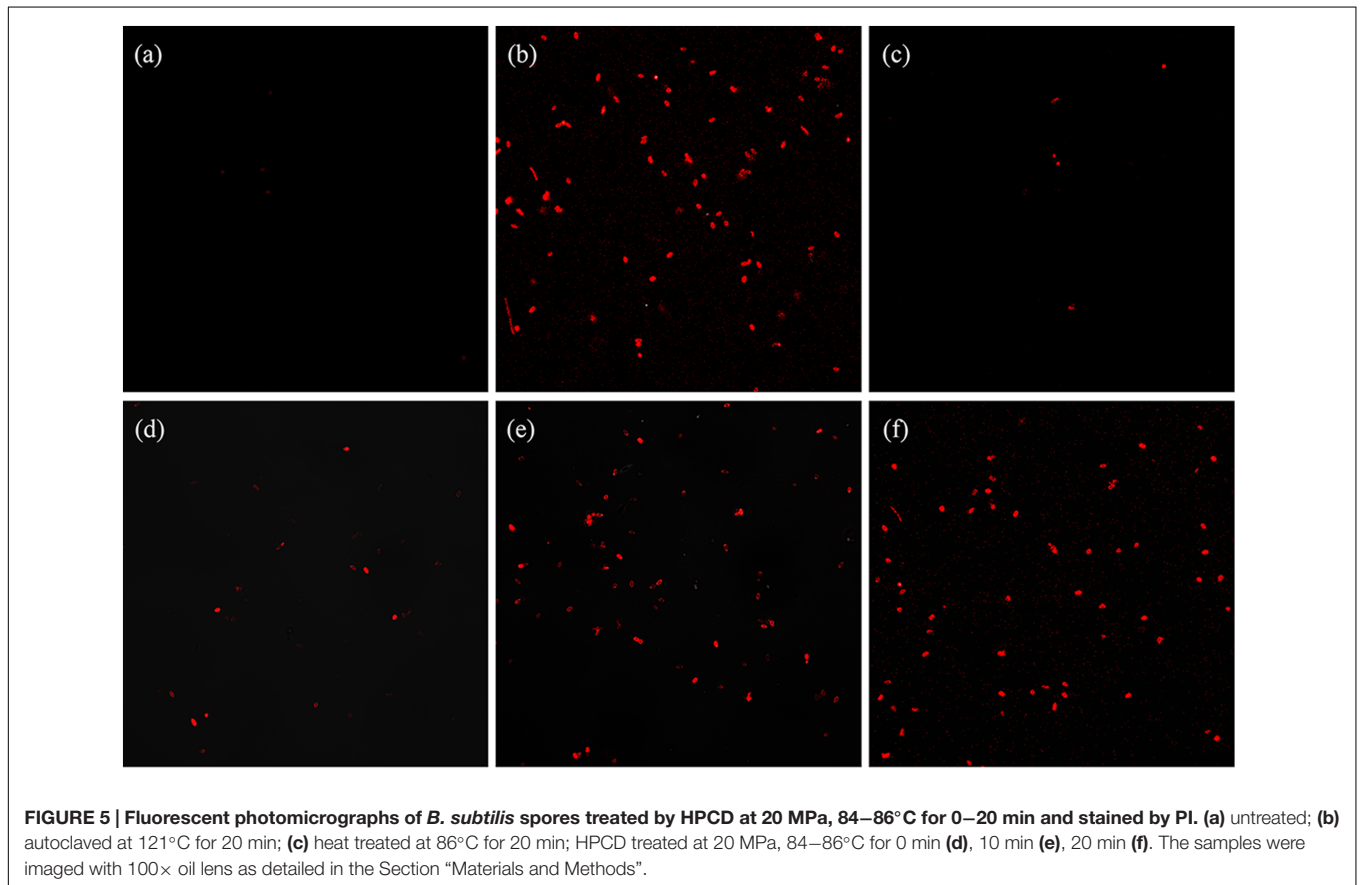 (a)
(b)
(c)
(d)
(e)
(f)
FIGURE 5 | Fluorescent photomicrographs of B. subtilis spores treated by HPCD at 20 MPa, 84–86°C for 0–20 min and stained by PI. (a) untreated; (b)
autoclaved at 121°C for 20 min; (c) heat treated at 86°C for 20 min; HPCD treated at 20 MPa, 84–86°C for 0 min (d), 10 min (e), 20 min (f). The samples were
imaged with 100× oil lens as detailed in the Section “Materials and Methods”.